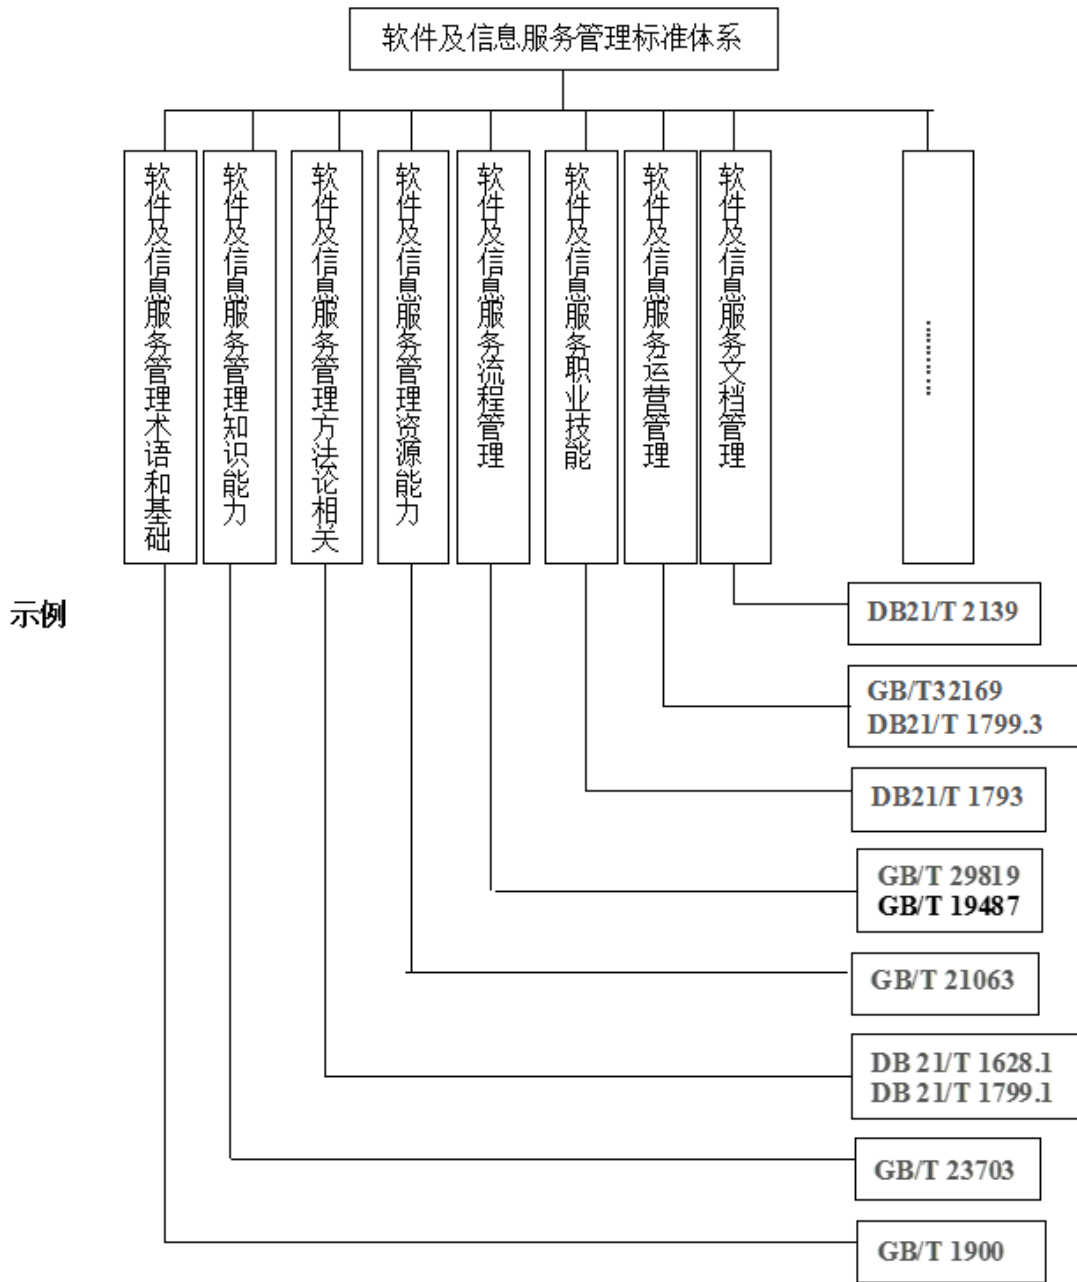 软件及信息服务管理标准体系
软件及信息服务管理术语和基础
软件及信息服务管理知识能力
软件及信息服务管理方法论相关
软件及信息服务管理资源能力
软件及信息服务流程管理
软件及信息服务职业技能
软件及信息服务运营管理
软件及信息服务文档管理
………
示例
DB21/T 2139
GB/T32169
DB21/T 1799.3
DB21/T 1793
GB/T 29819
GB/T 19487
GB/T 21063
DB 21/T 1628.1
DB 21/T 1799.1
GB/T 23703
GB/T 1900